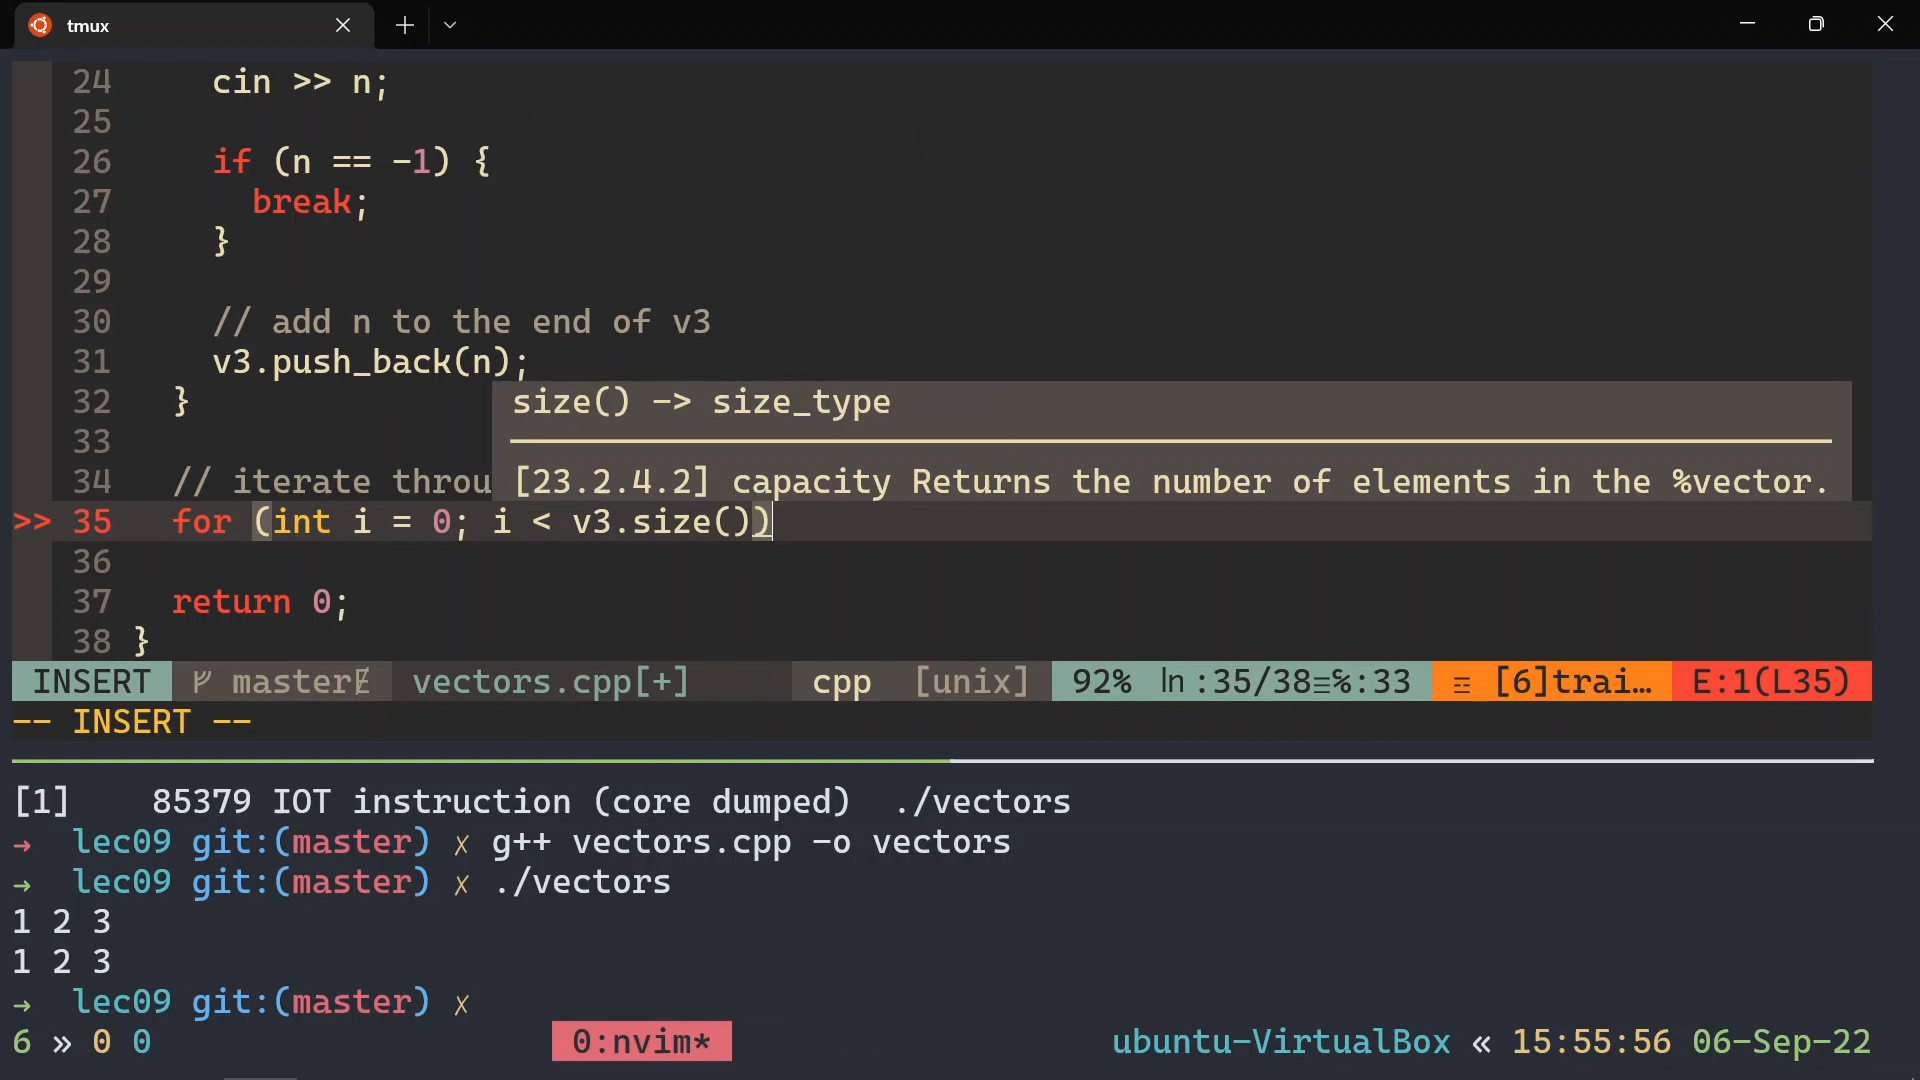 tmux
24 cin >> n;
25
26 if (n == -1) {
27 break;
28 }
29
30 // add n to the end of v3
31 v3.push_back(n);
32 }
size() -> size_type
33
34 // iterate throu [23.2.4.2] capacity Returns the number of elements in the %vector.
>> 35 for (int i = 0; i < v3.size())
36
37 return 0;
38 }
INSERT master vectors.cpp[+] cpp [unix] 92% ln :35/38≡℅:33 ☲ [6]trai… E:1(L35)
-- INSERT --
[1] 85379 IOT instruction (core dumped) ./vectors
→ lec09 git:(master) ✗ g++ vectors.cpp -o vectors
→ lec09 git:(master) ✗ ./vectors
1 2 3
1 2 3
→ lec09 git:(master) ✗
6 » 0 0 0:nvim* ubuntu-VirtualBox « 15:55:56 06-Sep-22